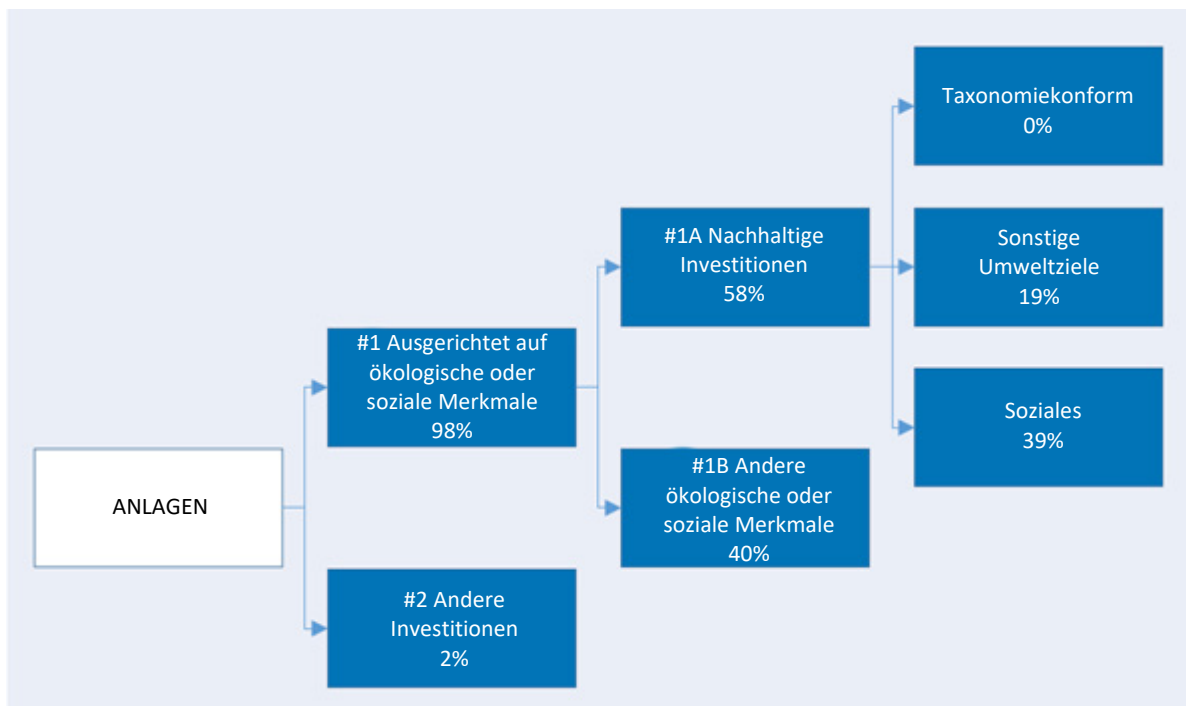 ANLAGEN
#1 Ausgerichtet auf
ökologische oder
soziale Merkmale
98%
#2 Andere
Investitionen
2%
#1A Nachhaltige
Investitionen
58%
#1B Andere
ökologische oder
soziale Merkmale
40%
Taxonomiekonform
0%
Sonstige
Umweltziele
19%
Soziales
39%